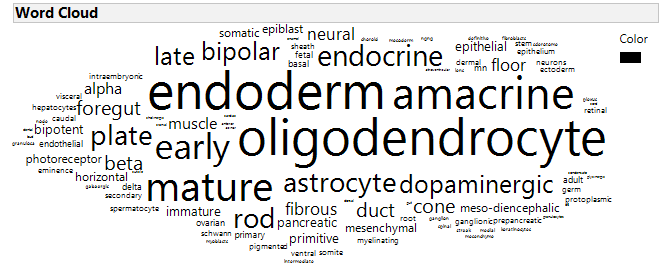 Word Cloud
Color
somatic epiblast
neural
late bipolar sheath fetal basal endocrine epithelial stem epithelium
dermal mn floor neurons ectoderm
intraembryonic
visceral alpha endoderm amacrine
hepatocytes foregut caudal retinal
bipotent plate muscle
endothelial early oligodendrocyte
photoreceptor beta
eminence
horizontal delta mature astrocyte dopaminergic adult
secondary germ protoplasmic
spermatocyte immature rod fibrous duct cone meso-diencephalic
ovarian pancreatic root ganglionic prepancreatic
schwann primary primitive mesenchymal
pigmented myelinating
ventral somite
intermediate